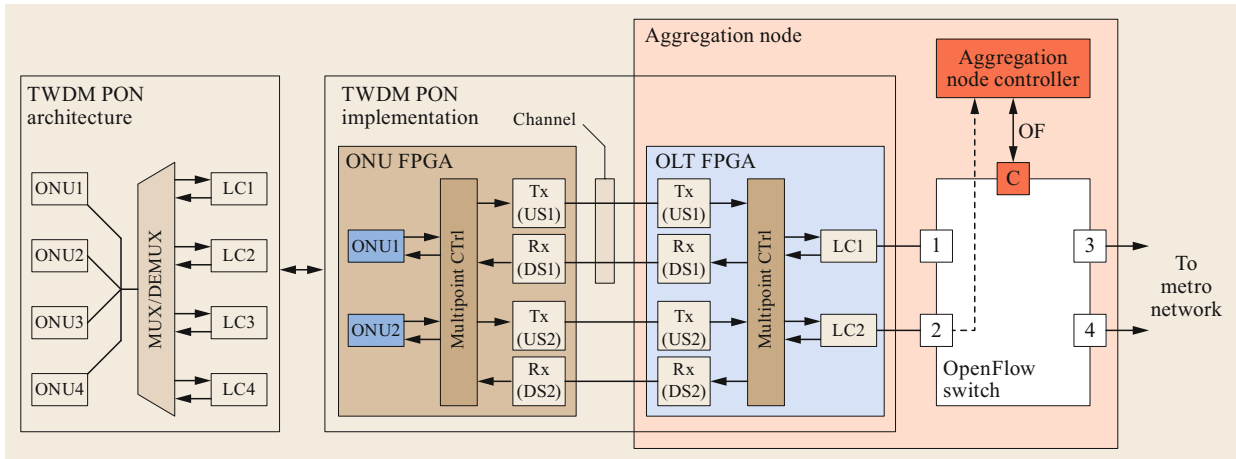 Aggregation node
Aggregation
node controller
OF
C
TWDM PON
architecture
ONU1
ONU2
ONU3
ONU4
MUX/DEMUX
LC1
LC2
LC3
LC4
TWDM PON
implementation
Channel
ONU FPGA
ONU1
ONU2
Multipoint CTrl
Tx
(US1)
Rx
(DS1)
Tx
(US2)
Rx
(DS2)
OLT FPGA
Tx
(US1)
Rx
(DS1)
Tx
(US2)
Rx
(DS2)
Multipoint CTrl
LC1
LC2
1
2
3
4
OpenFlow
switch
To
metro
network